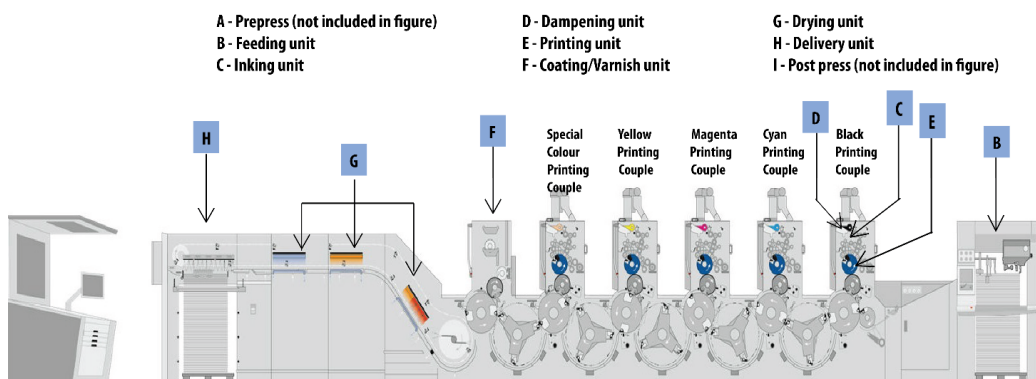 A - Prepress (not included in figure)
B - Feeding unit
C - Inking unit
D - Dampening unit
E - Printing unit
F - Coating/Varnish unit
G - Drying unit
H - Delivery unit
I - Post press (not included in figure)
H
G
F
Special
Colour
Printing
Couple
Yellow
Printing
Couple
Magenta
Printing
Couple
Cyan
Printing
Couple
Black
Printing
Couple
D
C
E
B